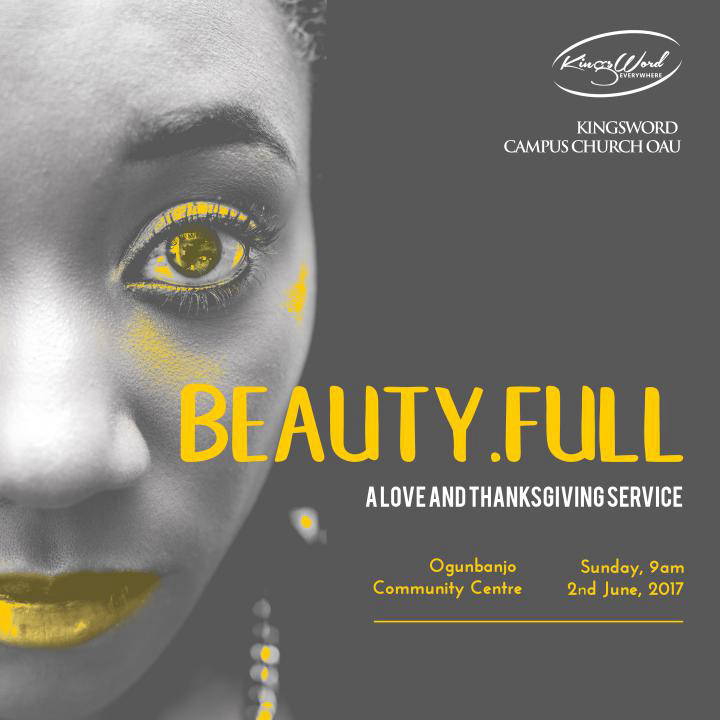 KingsWord
EVERYWHERE
KINGSWORD
CAMPUS CHURCH OAU
BEAUTY.FULL
A LOVE AND THANKSGIVING SERVICE
Ogunbanjo
Community Centre
Sunday, 9am
2nd June, 2017